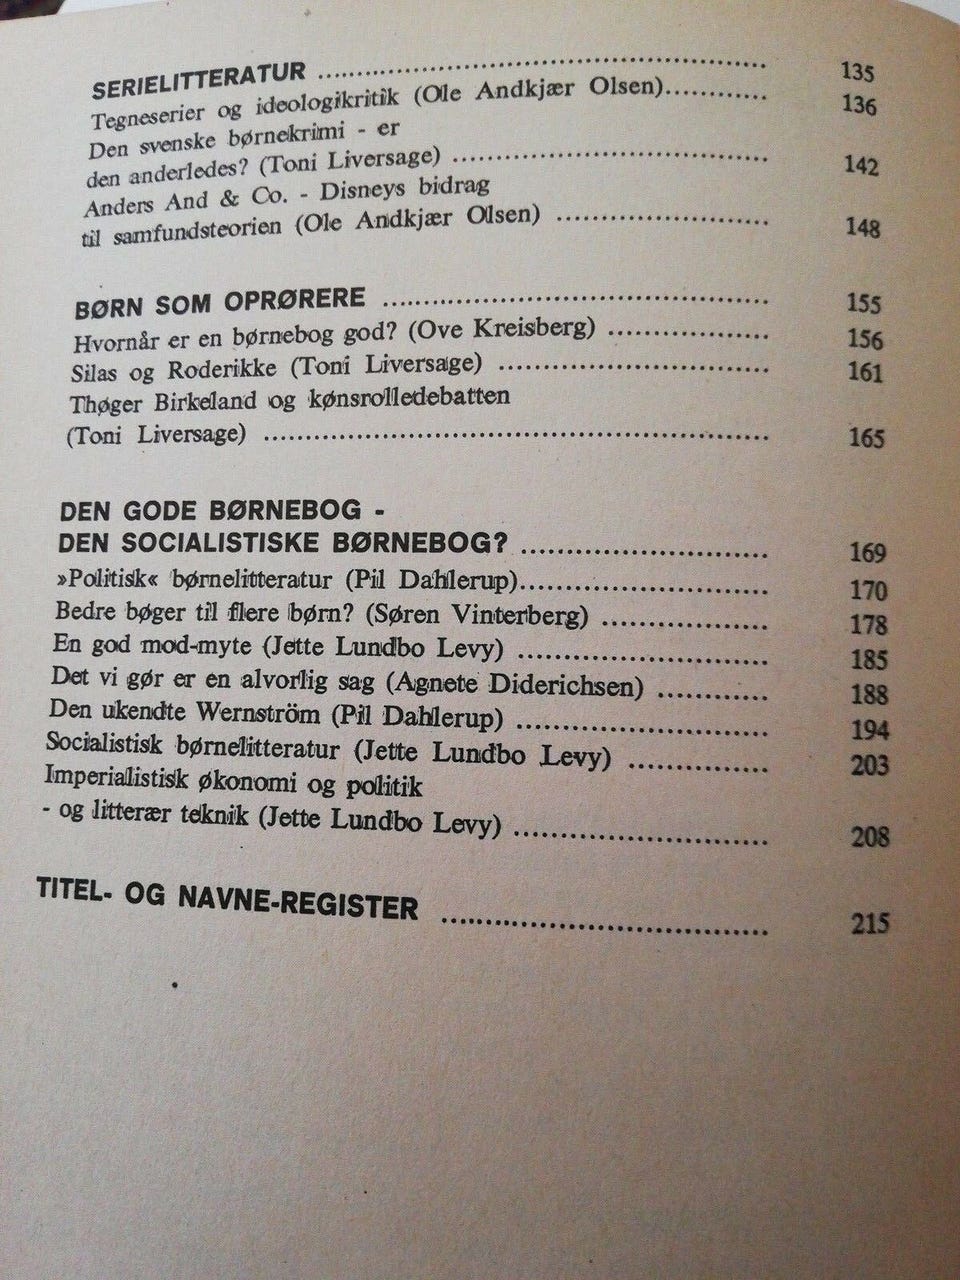 SERIELITTERATUR ........................................................ 135
Tegneserier og ideologikritik (Ole Andkjær Olsen)............. 136
Den svenske børnekrimi - er
den anderledes? (Toni Liversage) ....................................... 142
Anders And & Co. - Disneys bidrag
til samfundsteorien (Ole Andkjær Olsen) .......................... 148
BØRN SOM OPRØRERE ................................................ 155
Hvornår er en børnebog god? (Ove Kreisberg) .................... 156
Silas og Roderikke (Toni Liversage) ................................. 161
Thøger Birkeland og kønsrolledebatten
(Toni Liversage) ............................................................. 165
DEN GODE BØRNEBOG -
DEN SOCIALISTISKE BØRNEBOG? .............................. 169
»Politisk« børnelitteratur (Pil Dahlerup).............................. 170
Bedre bøger til flere børn? (Søren Vinterberg) .................... 178
En god mod-myte (Jette Lundbo Levy) .............................. 185
Det vi gør er en alvorlig sag (Agnete Diderichsen) ............. 188
Den ukendte Wernström (Pil Dahlerup) .............................. 194
Socialistisk børnelitteratur (Jette Lundbo Levy) ................. 203
Imperialistisk økonomi og politik
- og litterær teknik (Jette Lundbo Levy) ............................... 208
TITEL- OG NAVNE-REGISTER ........................................ 215